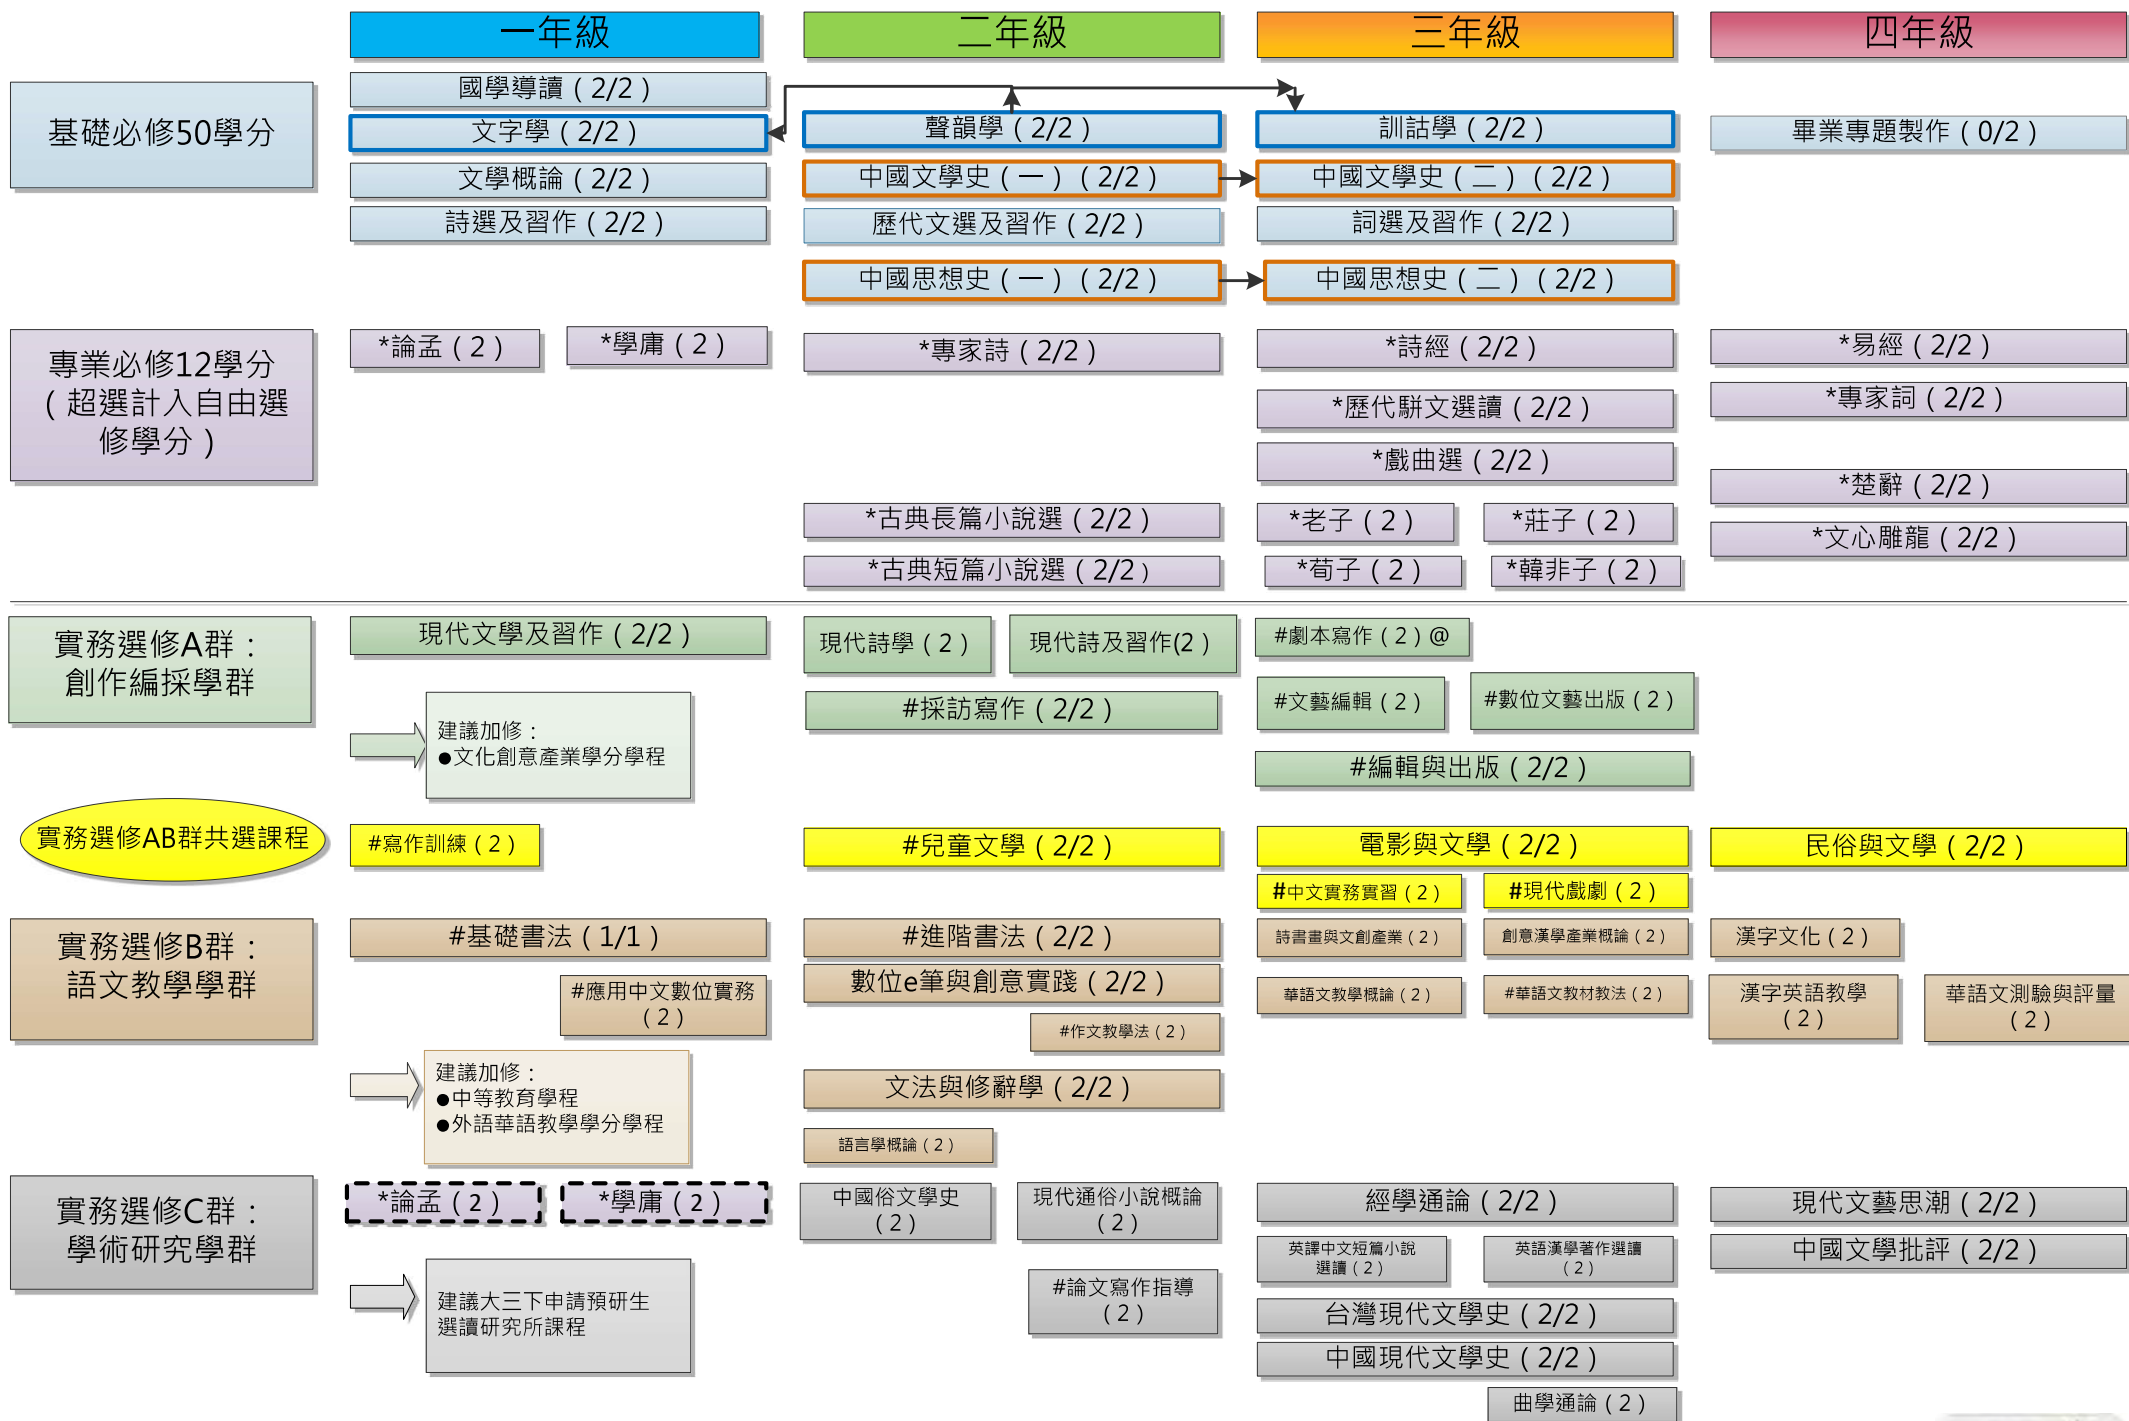 一年級
二年級
三年級
四年級
基礎必修50學分
國學導讀（2/2）
文字學（2/2）
聲韻學（2/2）
訓詁學（2/2）
畢業專題製作（0/2）
文學概論（2/2）
中國文學史（一）（2/2）
中國文學史（二）（2/2）
詩選及習作（2/2）
歷代文選及習作（2/2）
詞選及習作（2/2）
中國思想史（一）（2/2）
中國思想史（二）（2/2）
專業必修12學分
（超選計入自由選
修學分）
*論孟（2）
*學庸（2）
*專家詩（2/2）
*詩經（2/2）
*易經（2/2）
*歷代駢文選讀（2/2）
*專家詞（2/2）
*戲曲選（2/2）
*楚辭（2/2）
*古典長篇小說選（2/2）
*老子（2）
*莊子（2）
*文心雕龍（2/2）
*古典短篇小說選（2/2）
*荀子（2）
*韓非子（2）
實務選修A群：
創作編採學群
現代文學及習作（2/2）
現代詩學（2）
現代詩及習作(2）
#劇本寫作（2）@
#採訪寫作（2/2）
#文藝編輯（2）
#數位文藝出版（2）
建議加修：
●文化創意產業學分學程
#編輯與出版（2/2）
實務選修AB群共選課程
#寫作訓練（2）
#兒童文學（2/2）
電影與文學（2/2）
民俗與文學（2/2）
#中文實務實習（2）
#現代戲劇（2）
實務選修B群：
語文教學學群
#基礎書法（1/1）
#進階書法（2/2）
詩書畫與文創產業（2）
創意漢學產業概論（2）
漢字文化（2）
#應用中文數位實務
（2）
數位e筆與創意實踐（2/2）
華語文教學概論（2）
#華語文教材教法（2）
漢字英語教學
（2）
華語文測驗與評量
（2）
#作文教學法（2）
建議加修：
●中等教育學程
●外語華語教學學分學程
文法與修辭學（2/2）
語言學概論（2）
實務選修C群：
學術研究學群
*論孟（2）
*學庸（2）
中國俗文學史
（2）
現代通俗小說概論
（2）
經學通論（2/2）
現代文藝思潮（2/2）
英譯中文短篇小說
選讀（2）
英語漢學著作選讀
（2）
中國文學批評（2/2）
建議大三下申請預研生
選讀研究所課程
#論文寫作指導
（2）
台灣現代文學史（2/2）
中國現代文學史（2/2）
曲學通論（2）